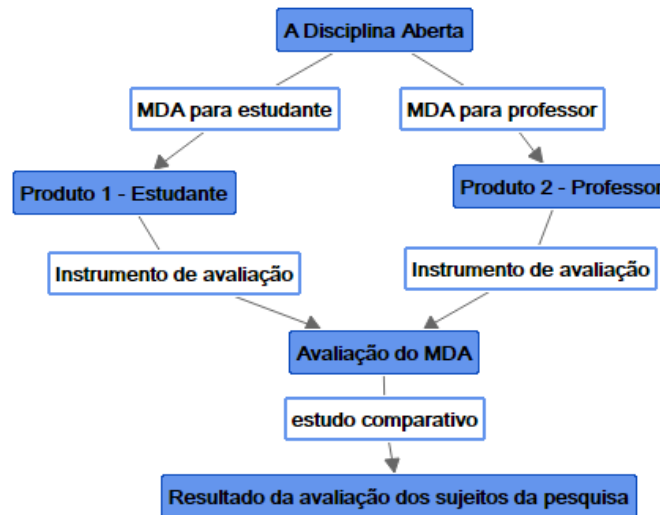 A Disciplina Aberta
MDA para estudante
MDA para professor
Produto 1 - Estudante
Produto 2 - Professor
Instrumento de avaliação
Instrumento de avaliação
Avaliação do MDA
estudo comparativo
Resultado da avaliação dos sujeitos da pesquisa